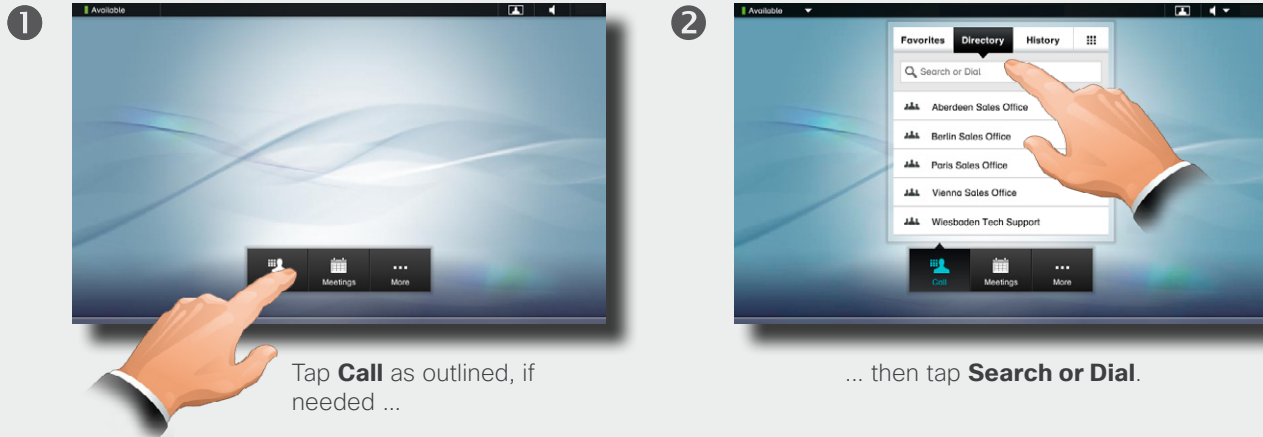 1
Available
Meetings
More
Tap Call as outlined, if
needed ...
2
Available
Favorites
Directory
History
Search or Dial
Aberdeen Sales Office
Berlin Sales Office
Paris Sales Office
Vienna Sales Office
Wiesbaden Tech Support
Call
Meetings
More
... then tap Search or Dial.